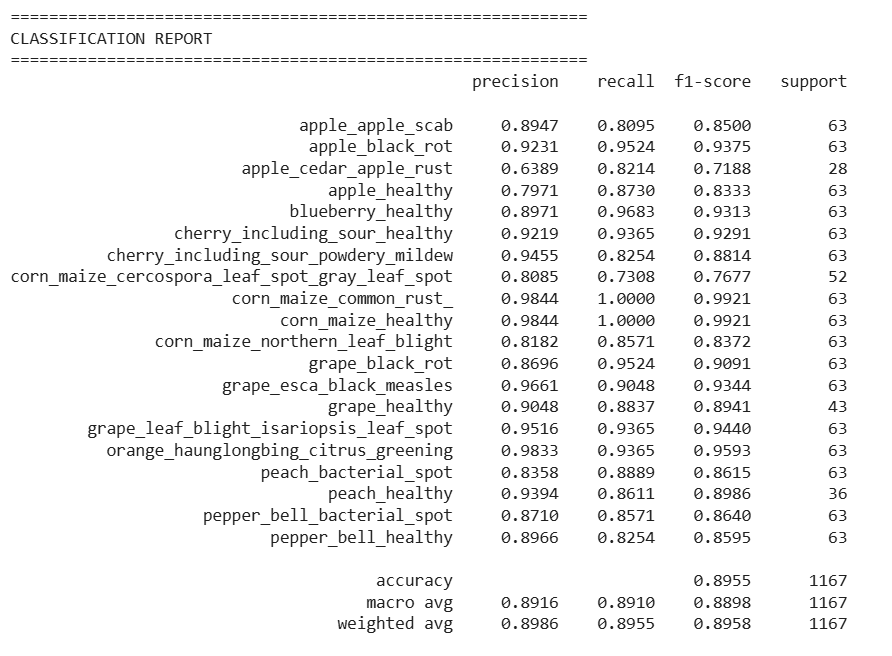 ============================================================
CLASSIFICATION REPORT
============================================================
precision recall f1-score support
apple_apple_scab 0.8947 0.8095 0.8500 63
apple_black_rot 0.9231 0.9524 0.9375 63
apple_cedar_apple_rust 0.6389 0.8214 0.7188 28
apple_healthy 0.7971 0.8730 0.8333 63
blueberry_healthy 0.8971 0.9683 0.9313 63
cherry_including_sour_healthy 0.9219 0.9365 0.9291 63
cherry_including_sour_powdery_mildew 0.9455 0.8254 0.8814 63
corn_maize_cercospora_leaf_spot_gray_leaf_spot 0.8085 0.7308 0.7677 52
corn_maize_common_rust_ 0.9844 1.0000 0.9921 63
corn_maize_healthy 0.9844 1.0000 0.9921 63
corn_maize_northern_leaf_blight 0.8182 0.8571 0.8372 63
grape_black_rot 0.8696 0.9524 0.9091 63
grape_esca_black_measles 0.9661 0.9048 0.9344 63
grape_healthy 0.9048 0.8837 0.8941 43
grape_leaf_blight_isariopsis_leaf_spot 0.9516 0.9365 0.9440 63
orange_haunglongbing_citrus_greening 0.9833 0.9365 0.9593 63
peach_bacterial_spot 0.8358 0.8889 0.8615 63
peach_healthy 0.9394 0.8611 0.8986 36
pepper_bell_bacterial_spot 0.8710 0.8571 0.8640 63
pepper_bell_healthy 0.8966 0.8254 0.8595 63
accuracy 0.8955 1167
macro avg 0.8916 0.8910 0.8898 1167
weighted avg 0.8986 0.8955 0.8958 1167